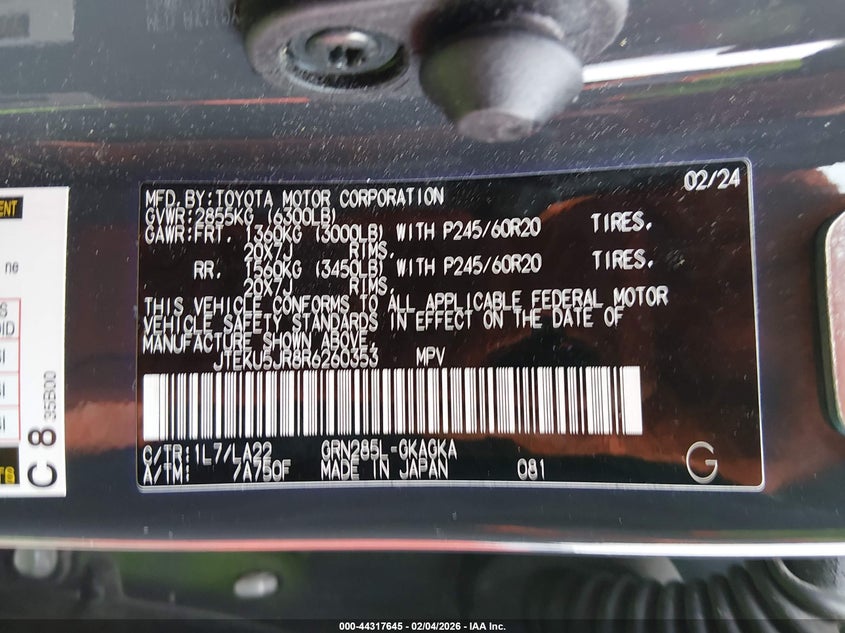 MFD. BY: TOYOTA MOTOR CORPORATION 02/24
GVWR: 2855KG (6300LB)
GAWR: FRT. 1360KG (3000LB) WITH P245/60R20 TIRES.
20X7J RIMS.
RR. 1560KG (3450LB) WITH P245/60R20 TIRES.
20X7J RIMS.
THIS VEHICLE CONFORMS TO ALL APPLICABLE FEDERAL MOTOR
VEHICLE SAFETY STANDARDS IN EFFECT ON THE DATE OF
MANUFACTURE SHOWN ABOVE.
JTEKU5JR8R6260353 MPV
C/TR: 1L7/LA22 GRN285L-GKAGKA
A/TM: 7A750F MADE IN JAPAN 081 G
ne
C8
35B00
000-44317645 - 02/04/2026 - IAA Inc.